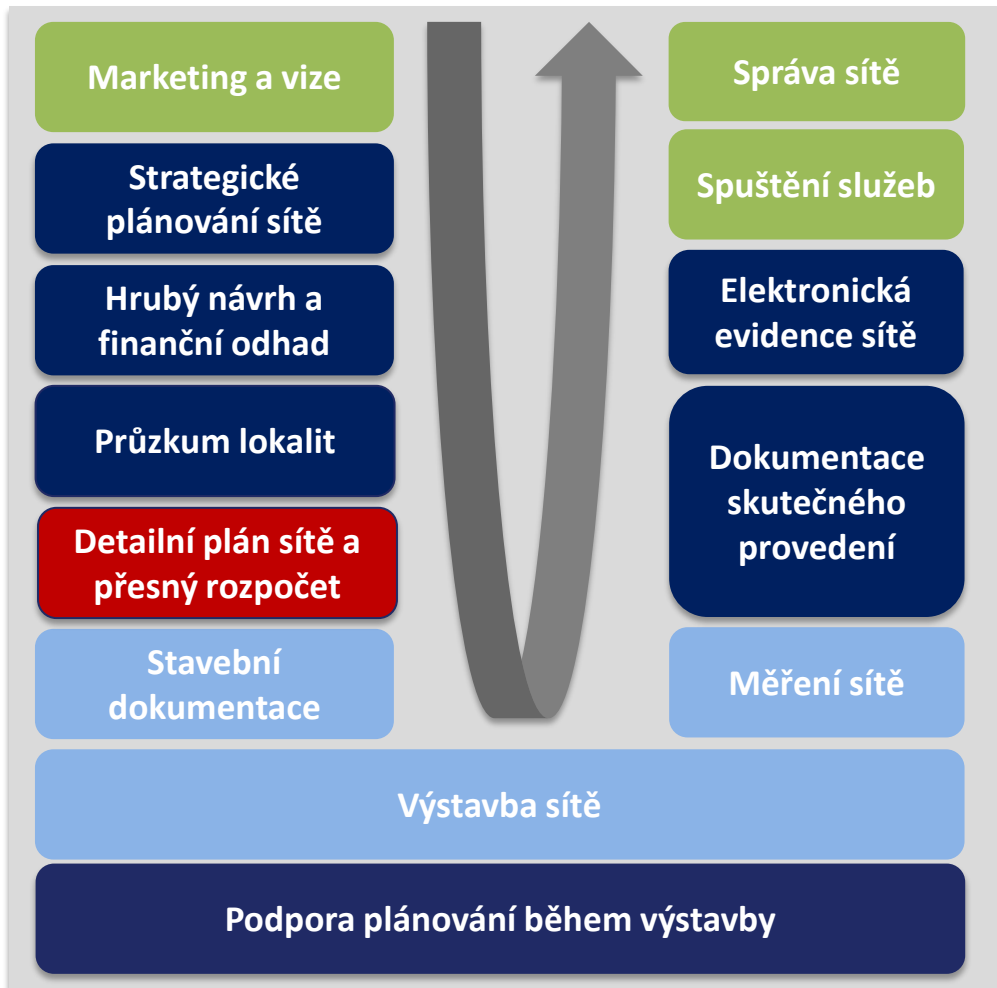 Marketing a vize
Strategické
plánování sítě
Hrubý návrh a
finanční odhad
Průzkum lokalit
Detailní plán sítě a
přesný rozpočet
Stavební
dokumentace
Správa sítě
Spuštění služeb
Elektronická
evidence sítě
Dokumentace
skutečného
provedení
Měření sítě
Výstavba sítě
Podpora plánování během výstavby